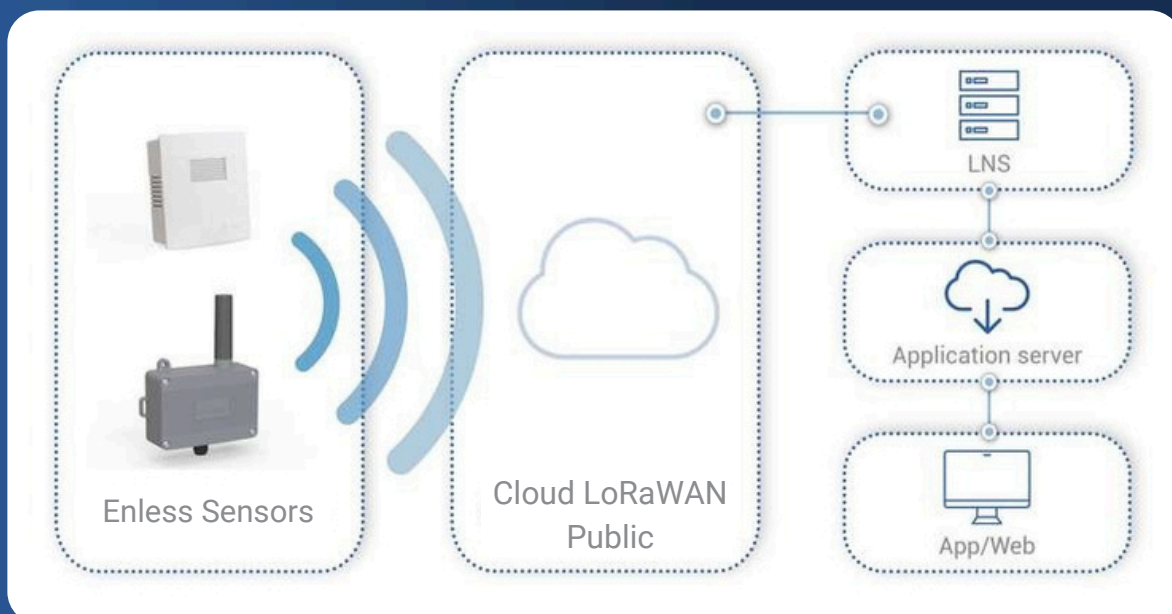 Enless Sensors
Cloud LoRaWAN
Public
LNS
Application server
App/Web